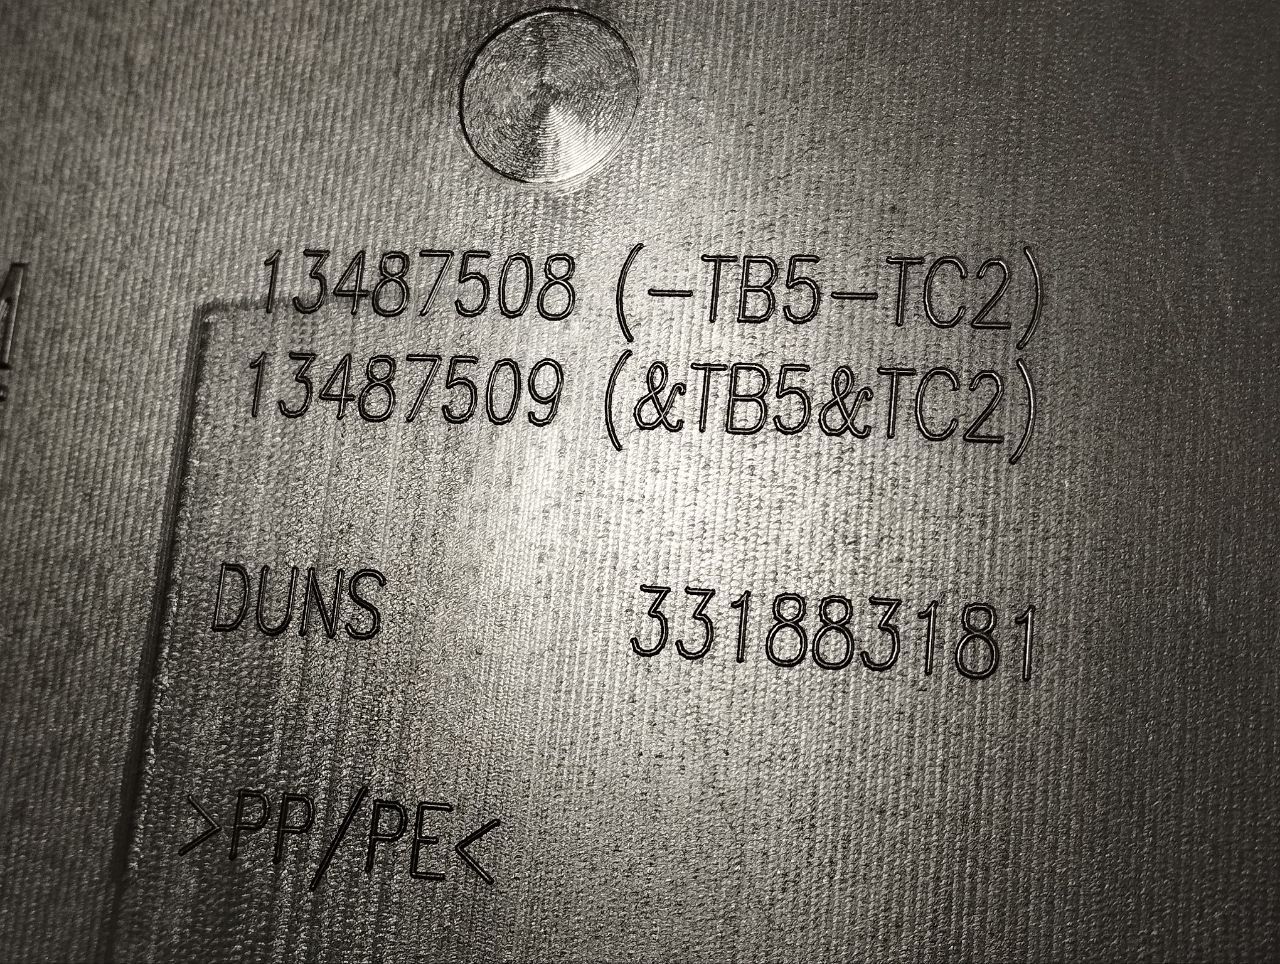 13487508 (-TB5-TC2)
13487509 (&TB5&TC2)
DUNS 331883181
>PP/PE<